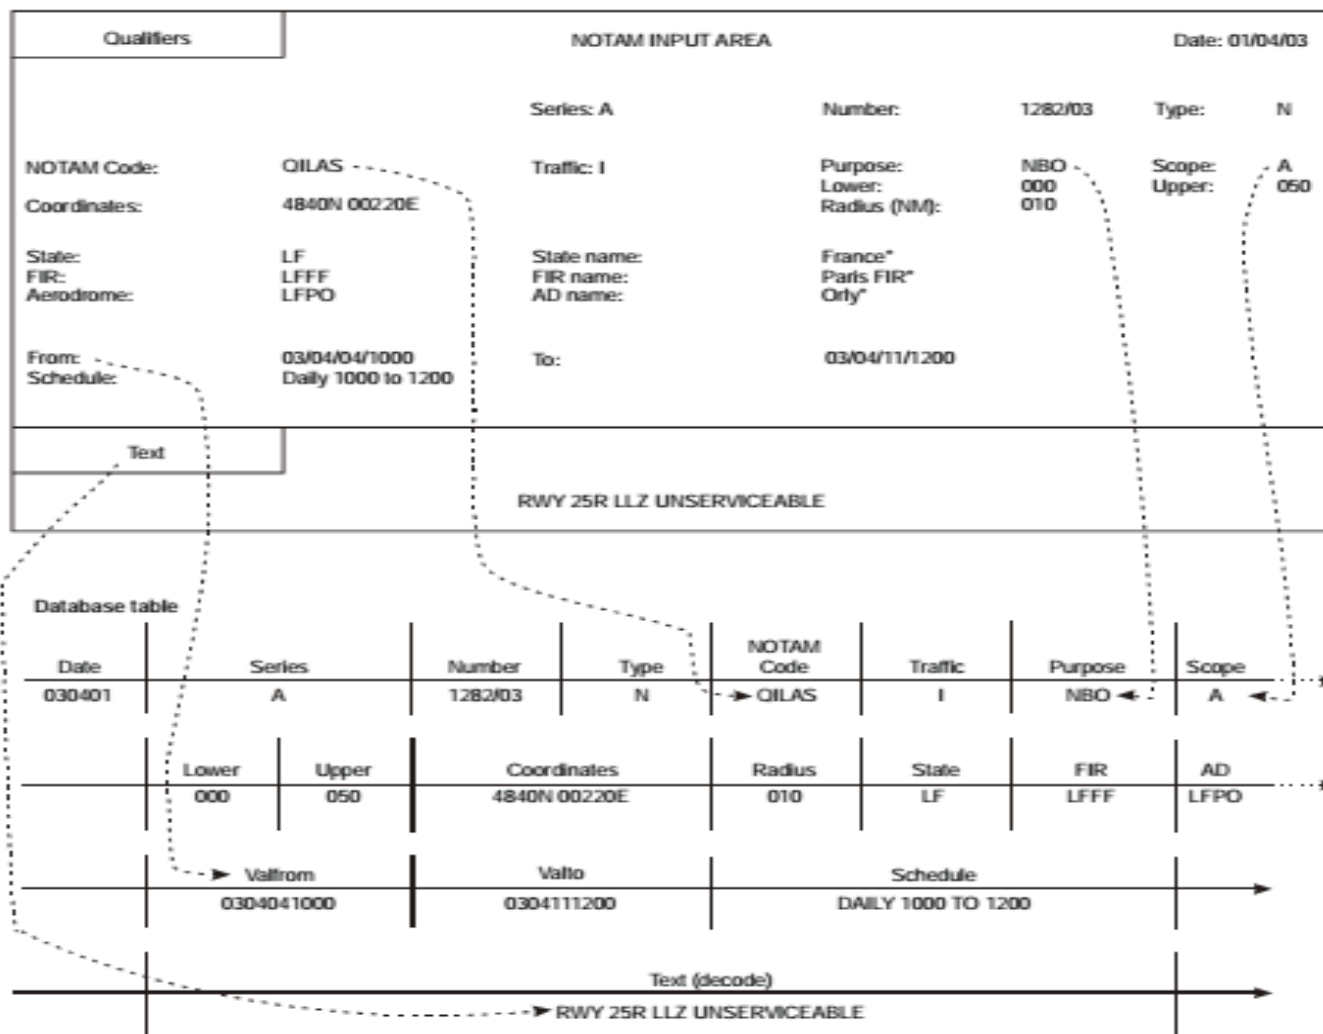 Qualifiers NOTAM INPUT AREA Date: 01/04/03
Series: A Number: 1282/03 Type: N
NOTAM Code: QILAS Traffic: I Purpose: NBO Scope: A
Lower: 000 Upper: 050
Coordinates: 4840N 00220E Radius (NM): 010
State: LF State name: France"
FIR: LFFF FIR name: Paris FIR"
Aerodrome: LFPO AD name: Orly"
From: 03/04/04/1000 To: 03/04/11/1200
Schedule: Daily 1000 to 1200
Text
RWY 25R LLZ UNSERVICEABLE
Database table
Date Series Number Type NOTAM Code Traffic Purpose Scope
030401 A 1282/03 N QILAS I NBO A
Lower Upper Coordinates Radius State FIR AD
000 050 4840N 00220E 010 LF LFFF LFPO
Valfrom Valto Schedule
0304041000 0304111200 DAILY 1000 TO 1200
Text (decode)
RWY 25R LLZ UNSERVICEABLE